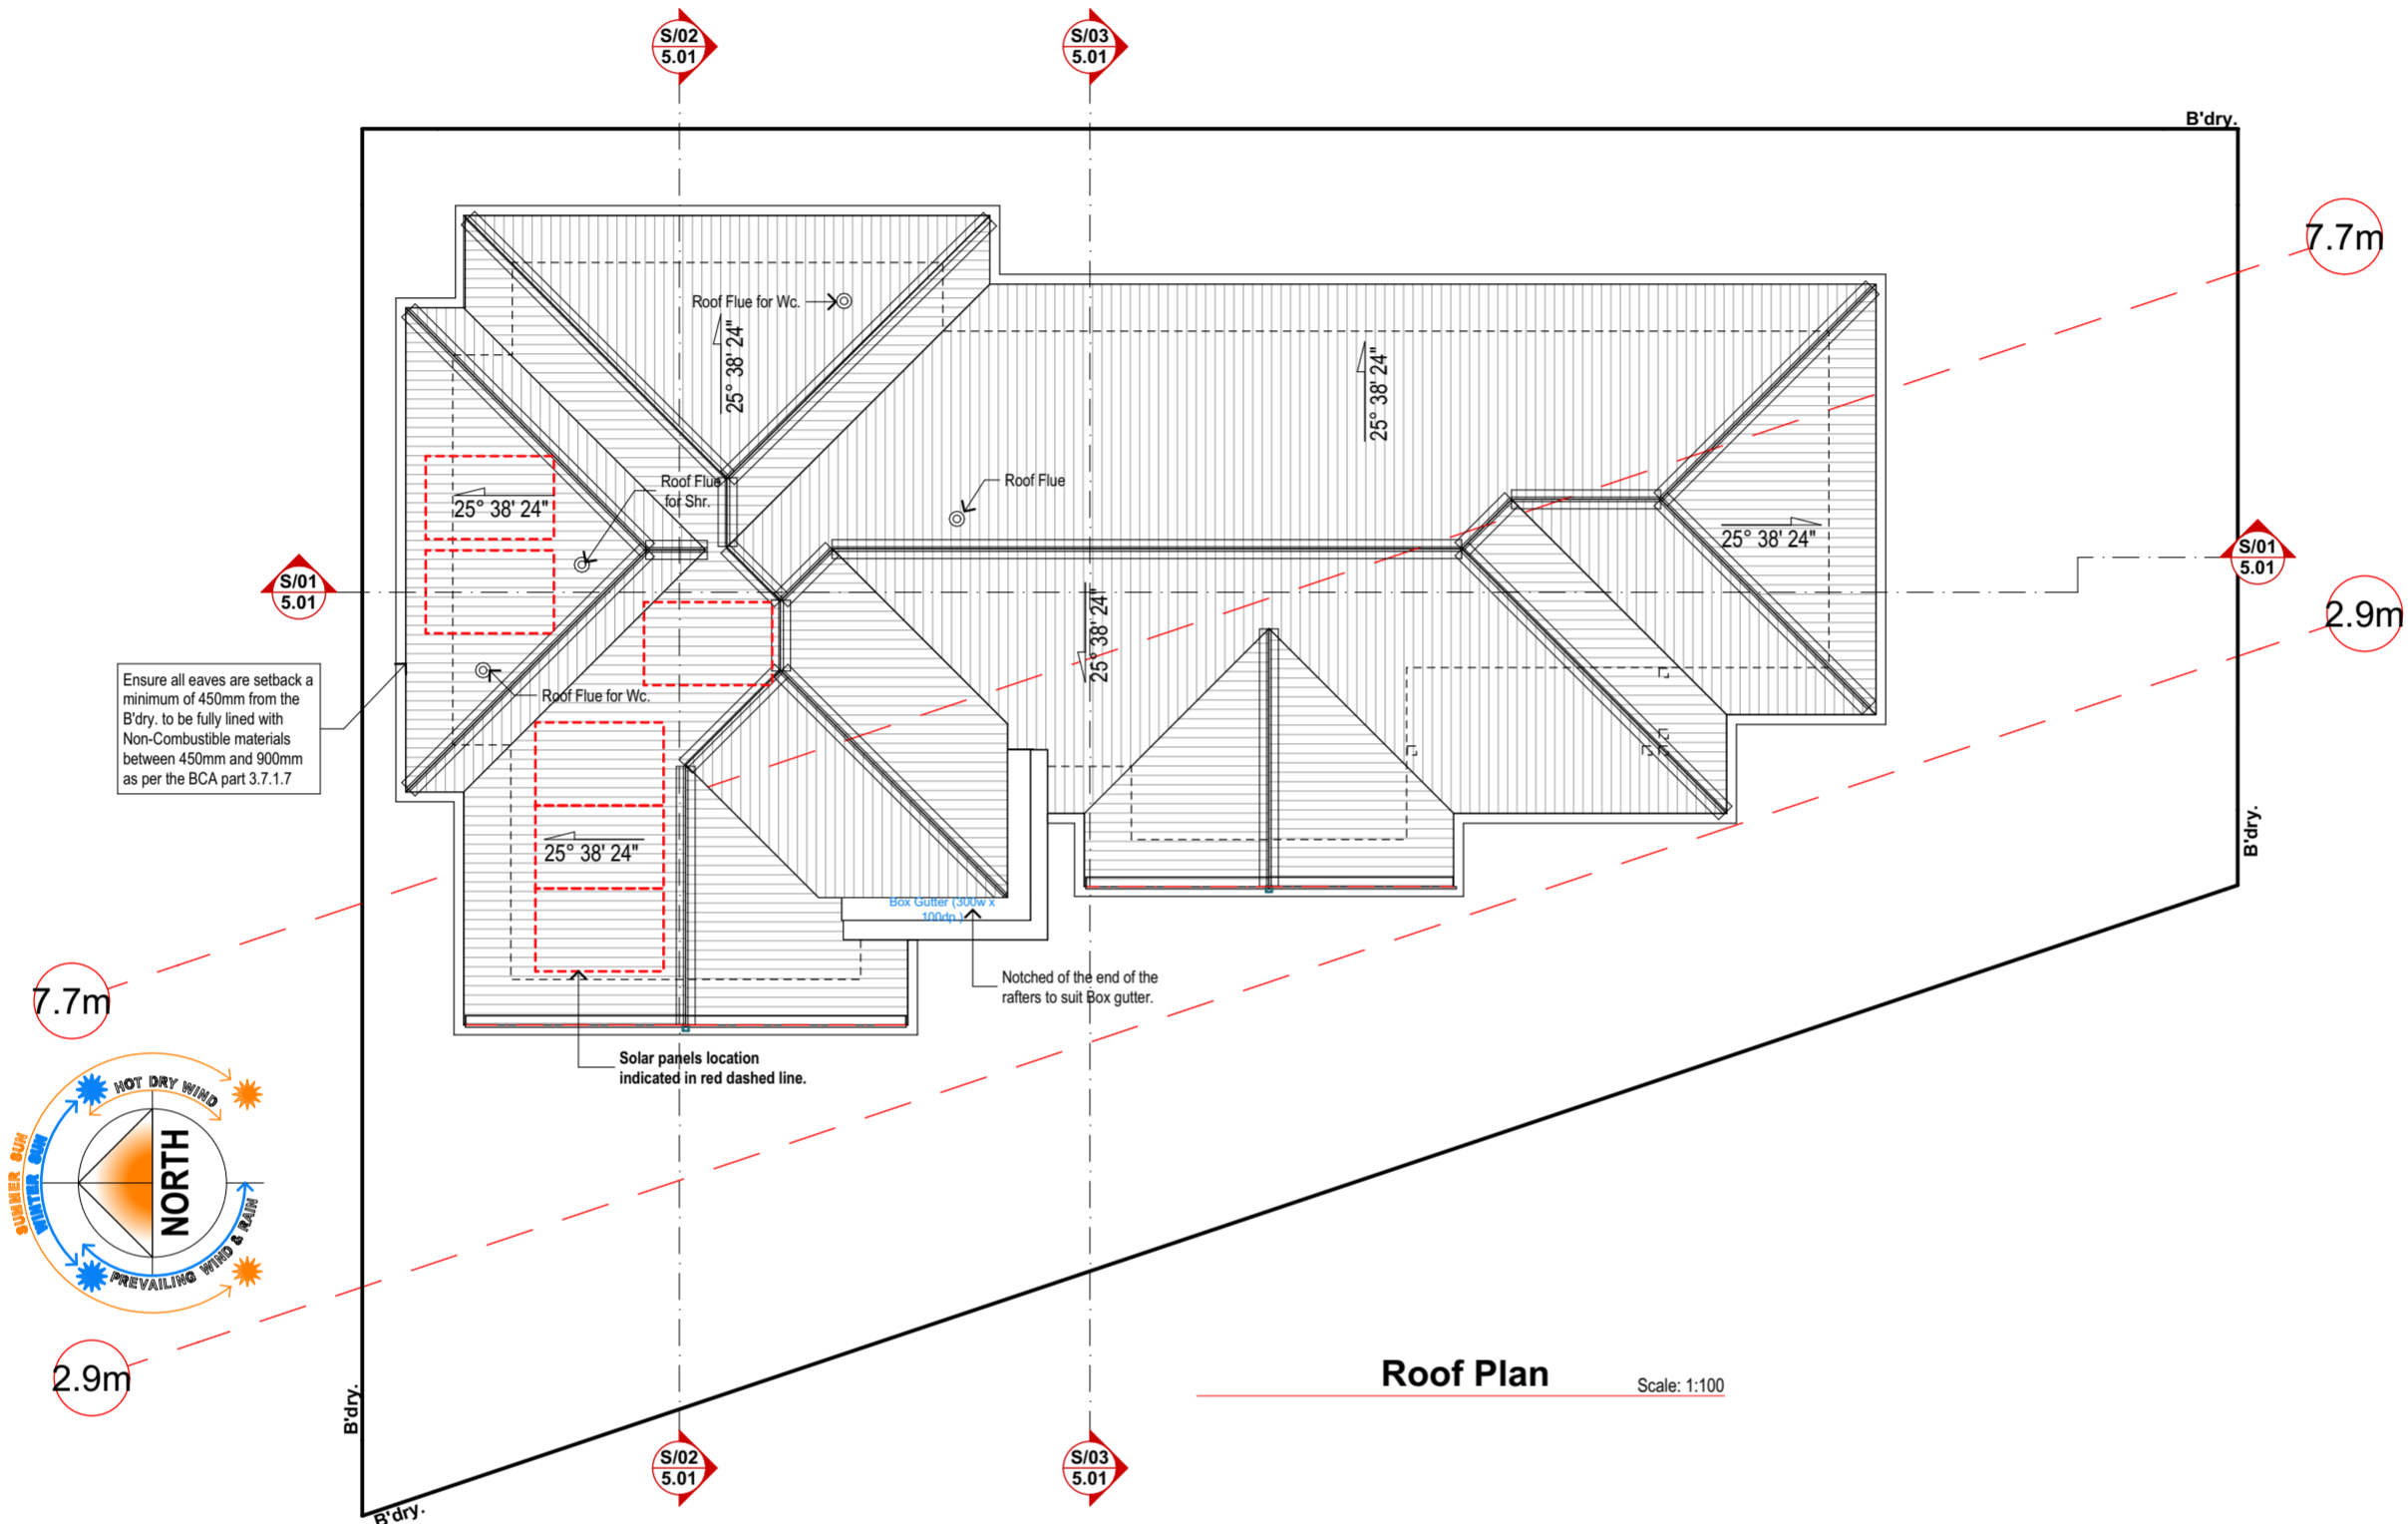 S/02
5.01
S/03
5.01
B'dry.
7.7m
Roof Flue for Wc.
25° 38' 24"
25° 38' 24"
Roof Flue
for Shr.
Roof Flue
25° 38' 24"
25° 38' 24"
S/01
5.01
S/01
5.01
25° 38' 24"
2.9m
Ensure all eaves are setback a
minimum of 450mm from the
B'dry. to be fully lined with
Non-Combustible materials
between 450mm and 900mm
as per the BCA part 3.7.1.7
Roof Flue for Wc.
B'dry.
25° 38' 24"
Box Gutter (300w x
100dp.)
Notched of the end of the
rafters to suit Box gutter.
7.7m
Solar panels location
indicated in red dashed line.
HOT DRY WIND
SUMMER SUN
WINTER SUN
NORTH
PREVAILING WIND & RAIN
2.9m
Roof Plan
Scale: 1:100
B'dry.
S/02
5.01
S/03
5.01
B'dry.